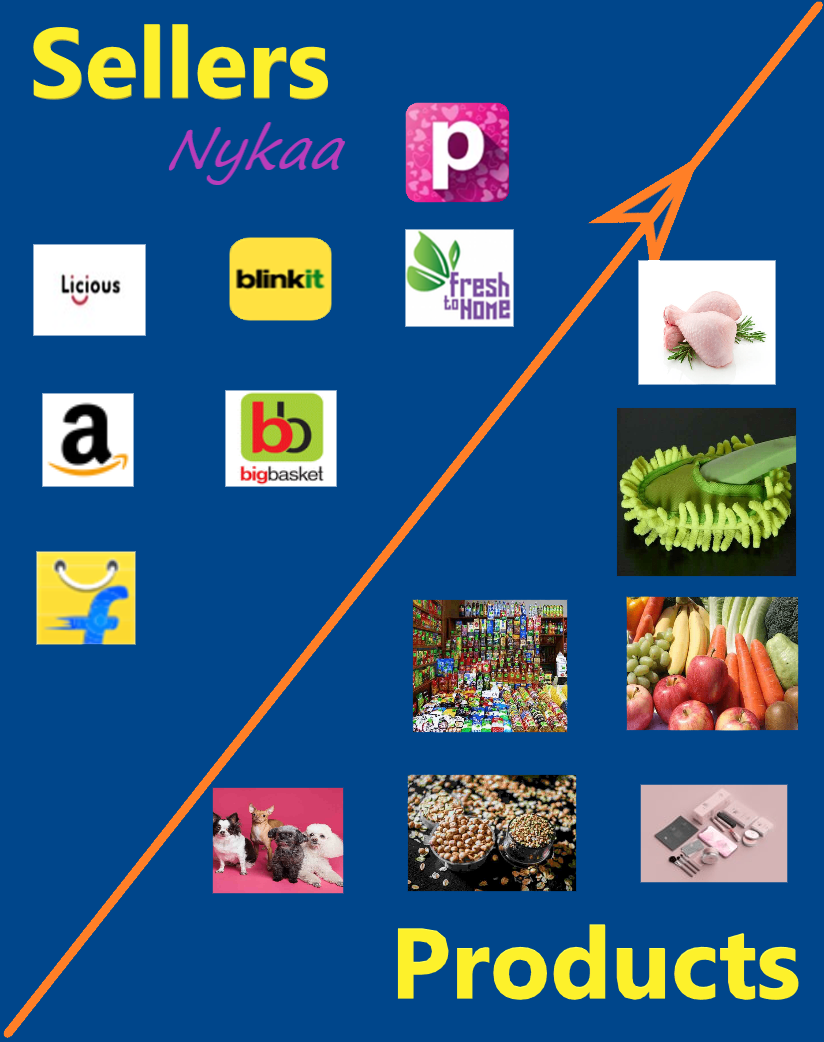 Sellers
Nykaa
p
Licious
blinkit
fresh
to HOME
a
bb
bigbasket
f
Products